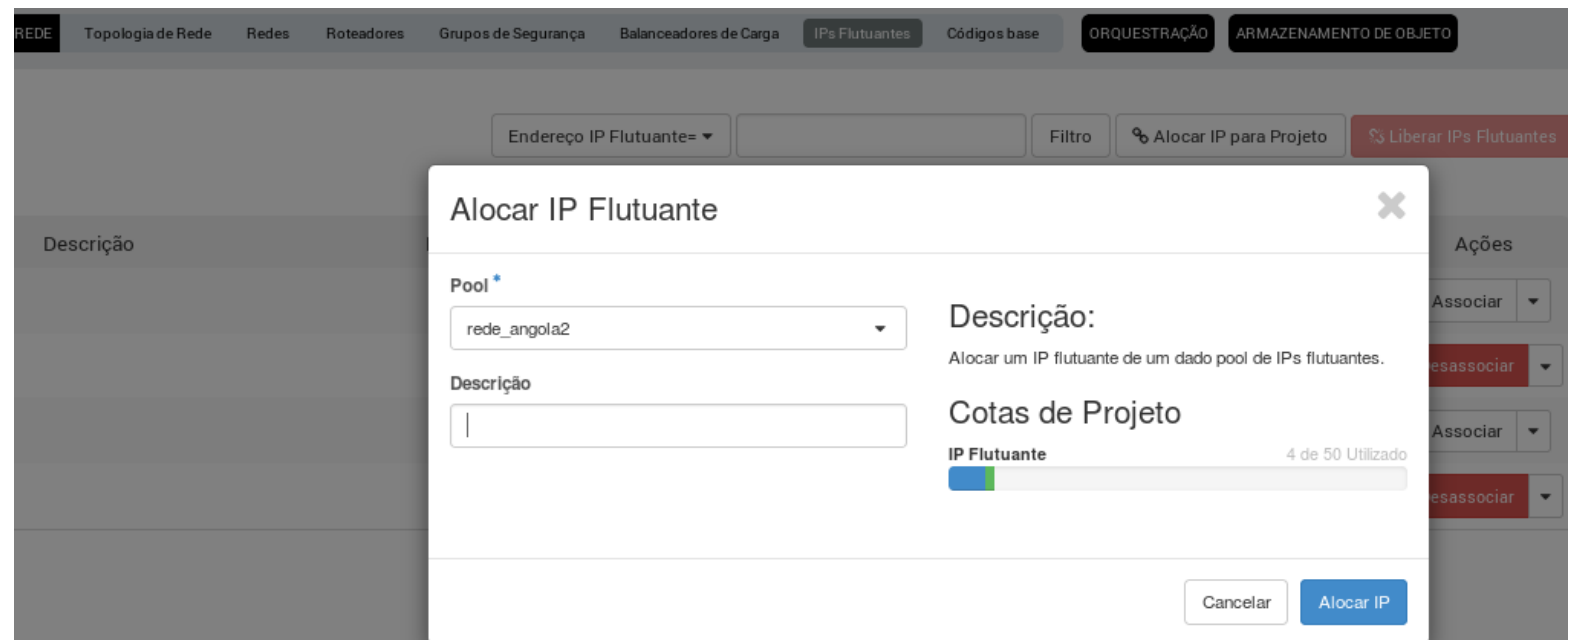 REDE Topologia de Rede Redes Roteadores Grupos de Segurança Balanceadores de Carga IPs Flutuantes Códigos base ORQUESTRAÇÃO ARMAZENAMENTO DE OBJETO
Endereço IP Flutuante= Filtro Alocar IP para Projeto Liberar IPs Flutuantes
Alocar IP Flutuante
Descrição Ações
Pool *
rede_angola2
Descrição
Descrição:
Alocar um IP flutuante de um dado pool de IPs flutuantes.
Cotas de Projeto
IP Flutuante 4 de 50 Utilizado
Cancelar Alocar IP
Associar
esassociar
Associar
esassociar